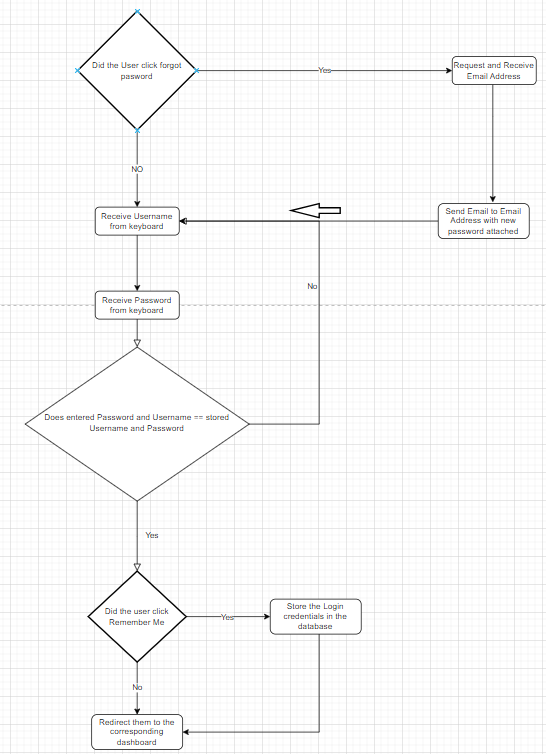 Did the User click forgot
pasword
Yes
Request and Receive
Email Address
NO
Receive Username
from keyboard
Send Email to Email
Address with new
password attached
No
Receive Password
from keyboard
Does entered Password and Username == stored
Username and Password
Yes
Did the user click
Remember Me
Yes
Store the Login
credentials in the
database
No
Redirect them to the
corresponding
dashboard